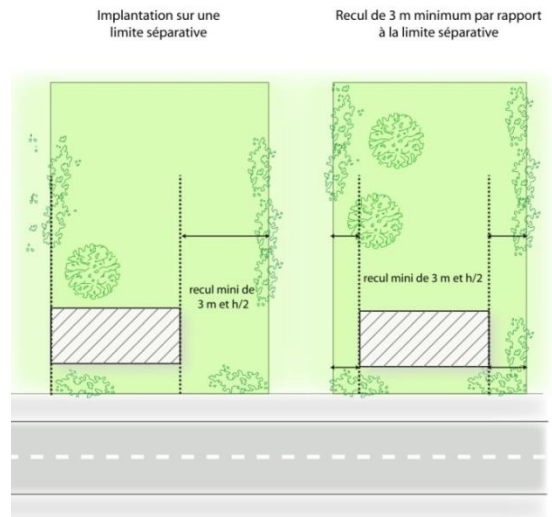 Implantation sur une
limite séparative
Recul de 3 m minimum par rapport
à la limite séparative
recul mini de
3 m et h/2
recul mini de 3 m et h/2